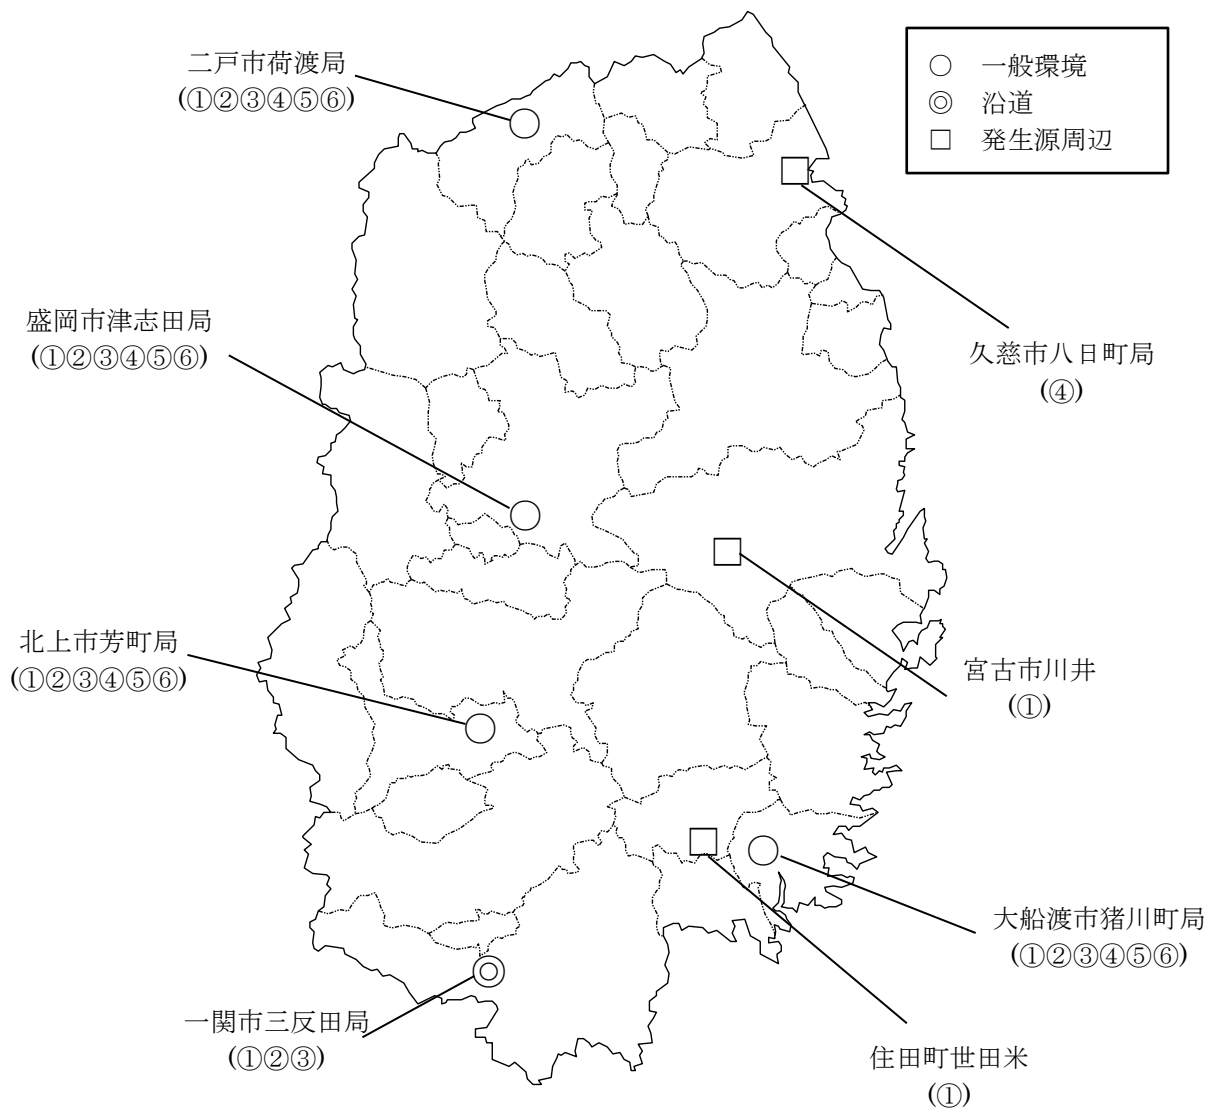 二戸市荷渡局
(①②③④⑤⑥)
○ 一般環境
◎ 沿道
□ 発生源周辺
盛岡市津志田局
(①②③④⑤⑥)
久慈市八日町局
(④)
北上市芳町局
(①②③④⑤⑥)
宮古市川井
(①)
大船渡市猪川町局
(①②③④⑤⑥)
一関市三反田局
(①②③)
住田町世田米
(①)